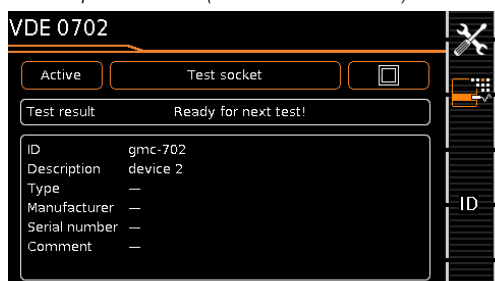 VDE 0702
Active Test socket
Test result Ready for next test!
ID gmc-702
Description device 2
Type —
Manufacturer —
Serial number —
Comment —
ID